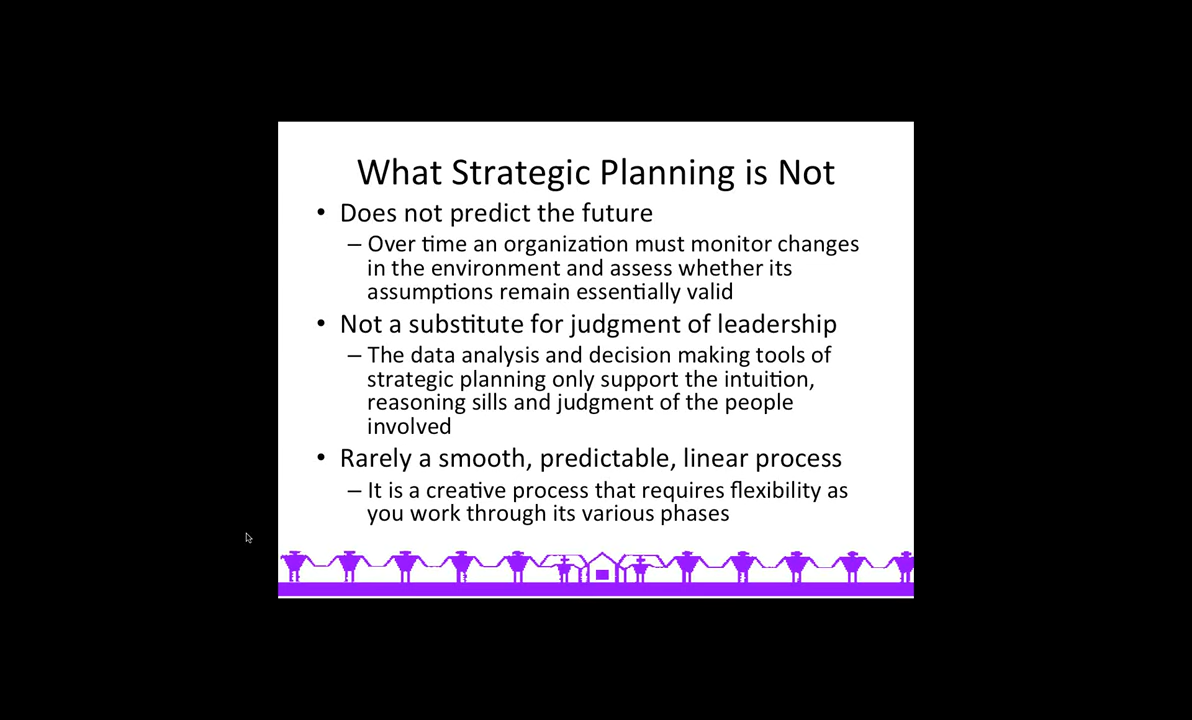 What Strategic Planning is Not
• Does not predict the future
– Over time an organization must monitor changes
in the environment and assess whether its
assumptions remain essentially valid
• Not a substitute for judgment of leadership
– The data analysis and decision making tools of
strategic planning only support the intuition,
reasoning sills and judgment of the people
involved
• Rarely a smooth, predictable, linear process
– It is a creative process that requires flexibility as
you work through its various phases